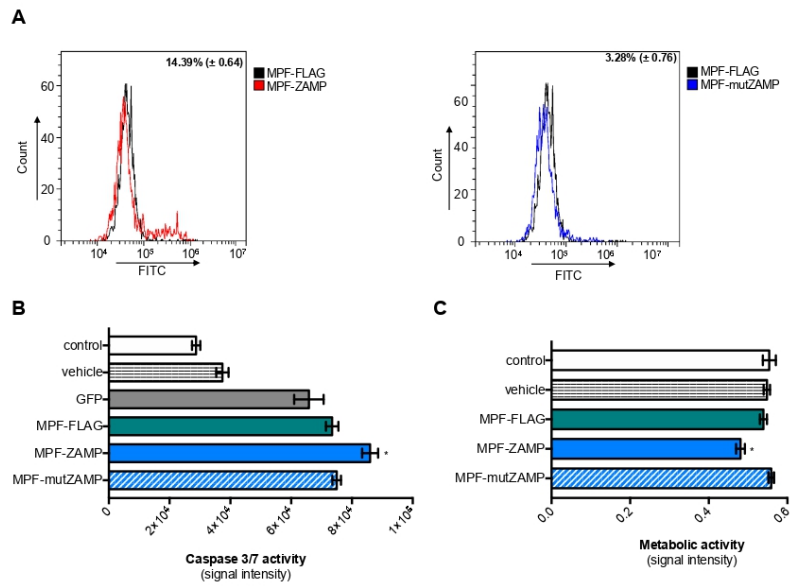 A
14.39% (± 0.64)
MPF-FLAG
MPF-ZAMP
60
40
20
0
Count
10⁴
10⁵
10⁶
10⁷
FITC
3.28% (± 0.76)
MPF-FLAG
MPF-mutZAMP
60
40
20
0
Count
10⁴
10⁵
10⁶
10⁷
FITC
B
control
vehicle
GFP
MPF-FLAG
MPF-ZAMP
*
MPF-mutZAMP
0
2×10⁴
4×10⁴
6×10⁴
8×10⁴
1×10⁴
Caspase 3/7 activity
(signal intensity)
C
control
vehicle
MPF-FLAG
MPF-ZAMP
*
MPF-mutZAMP
0.0
0.2
0.4
0.6
Metabolic activity
(signal intensity)